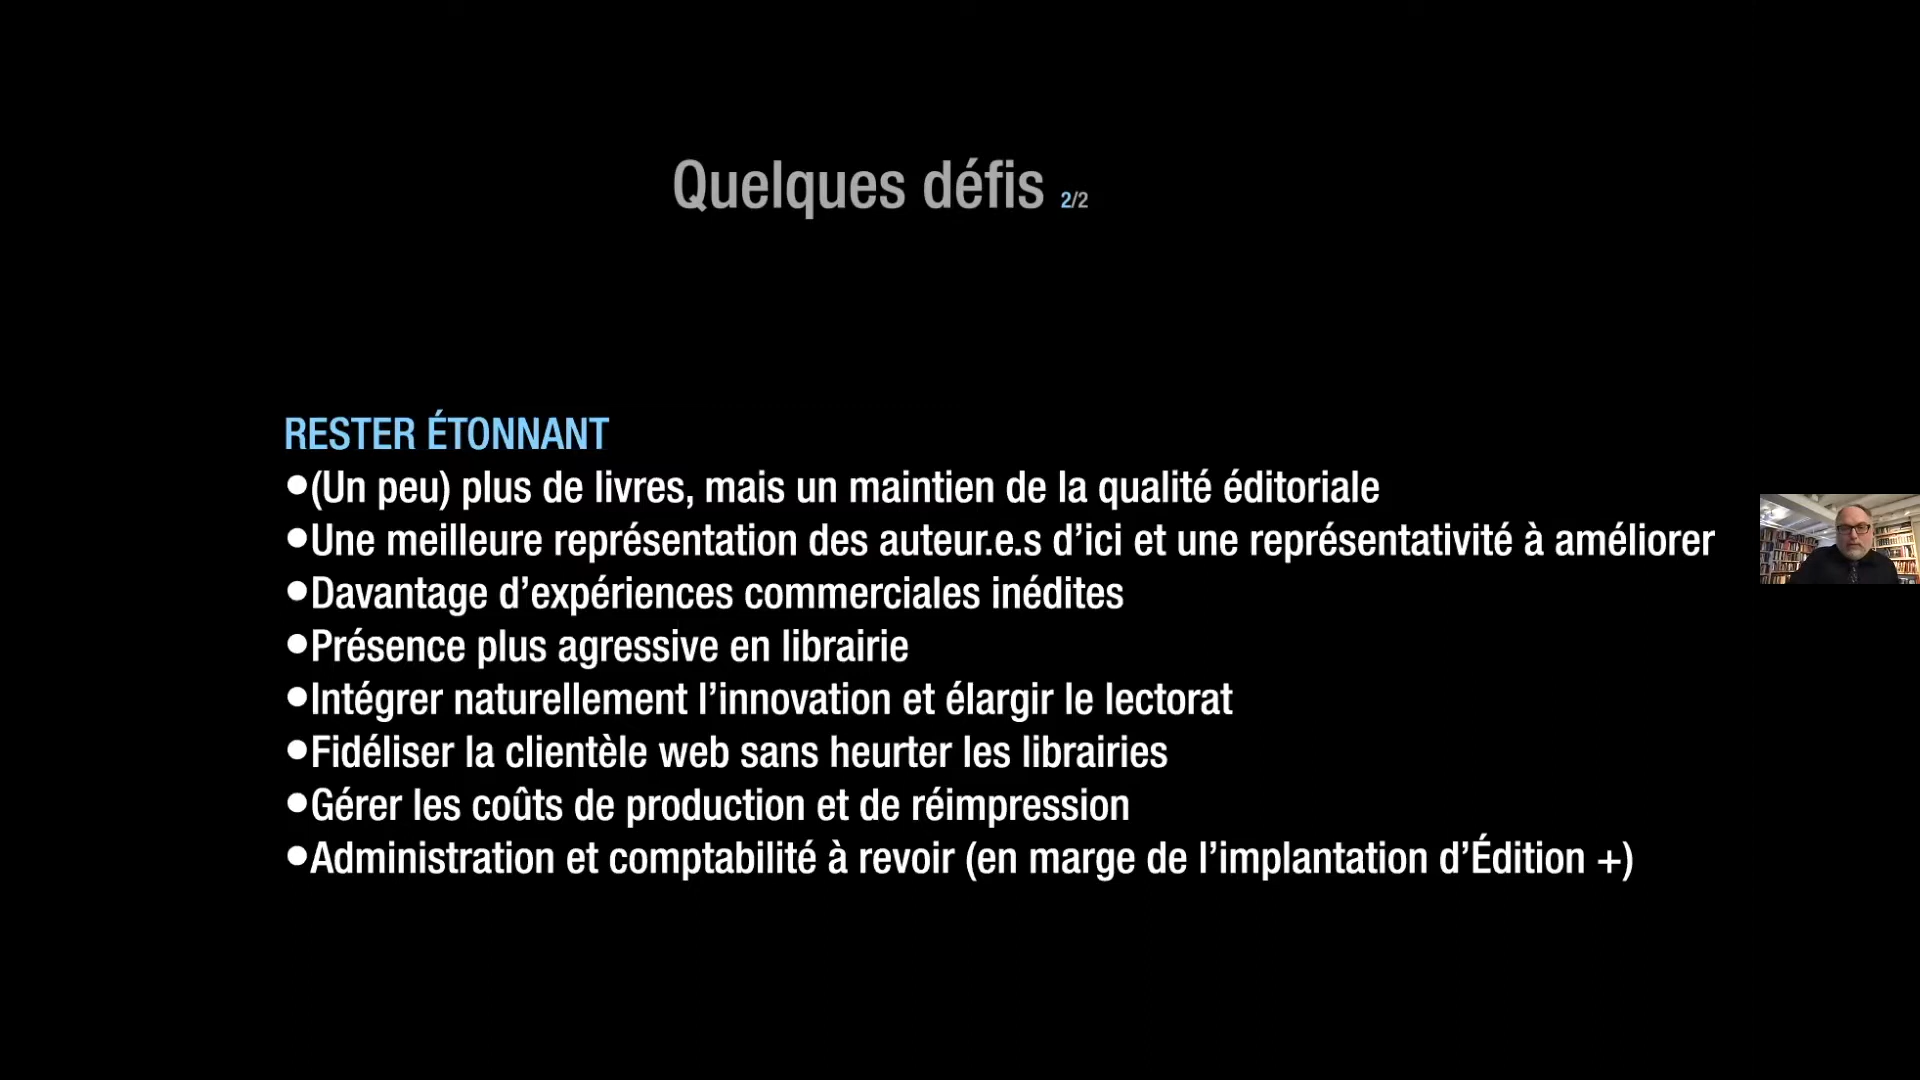 Quelques défis 2/2
RESTER ÉTONNANT
●(Un peu) plus de livres, mais un maintien de la qualité éditoriale
●Une meilleure représentation des auteur.e.s d’ici et une représentativité à améliorer
●Davantage d’expériences commerciales inédites
●Présence plus agressive en librairie
●Intégrer naturellement l’innovation et élargir le lectorat
●Fidéliser la clientèle web sans heurter les librairies
●Gérer les coûts de production et de réimpression
●Administration et comptabilité à revoir (en marge de l’implantation d’Édition +)